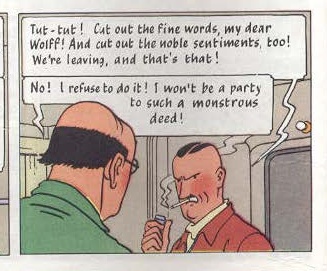 Tut-tut! Cut out the fine words, my dear
Wolff! And cut out the noble sentiments, too!
We're leaving, and that's that!
No! I refuse to do it! I won't be a party
to such a monstrous
deed!